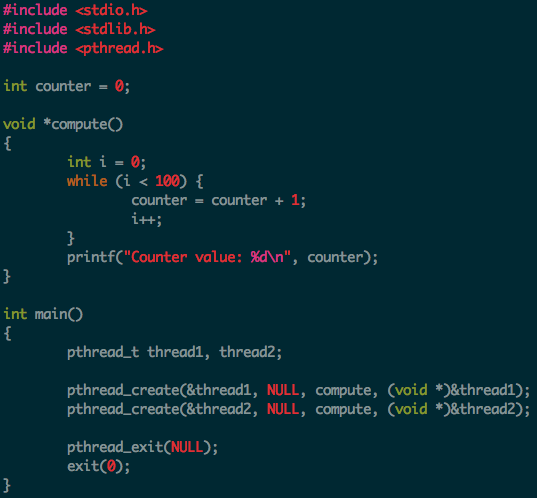 #include <stdio.h>
#include <stdlib.h>
#include <pthread.h>

int counter = 0;

void *compute()
{
        int i = 0;
        while (i < 100) {
                counter = counter + 1;
                i++;
        }
        printf("Counter value: %d\n", counter);
}

int main()
{
        pthread_t thread1, thread2;

        pthread_create(&thread1, NULL, compute, (void *)&thread1);
        pthread_create(&thread2, NULL, compute, (void *)&thread2);

        pthread_exit(NULL);
        exit(0);
}